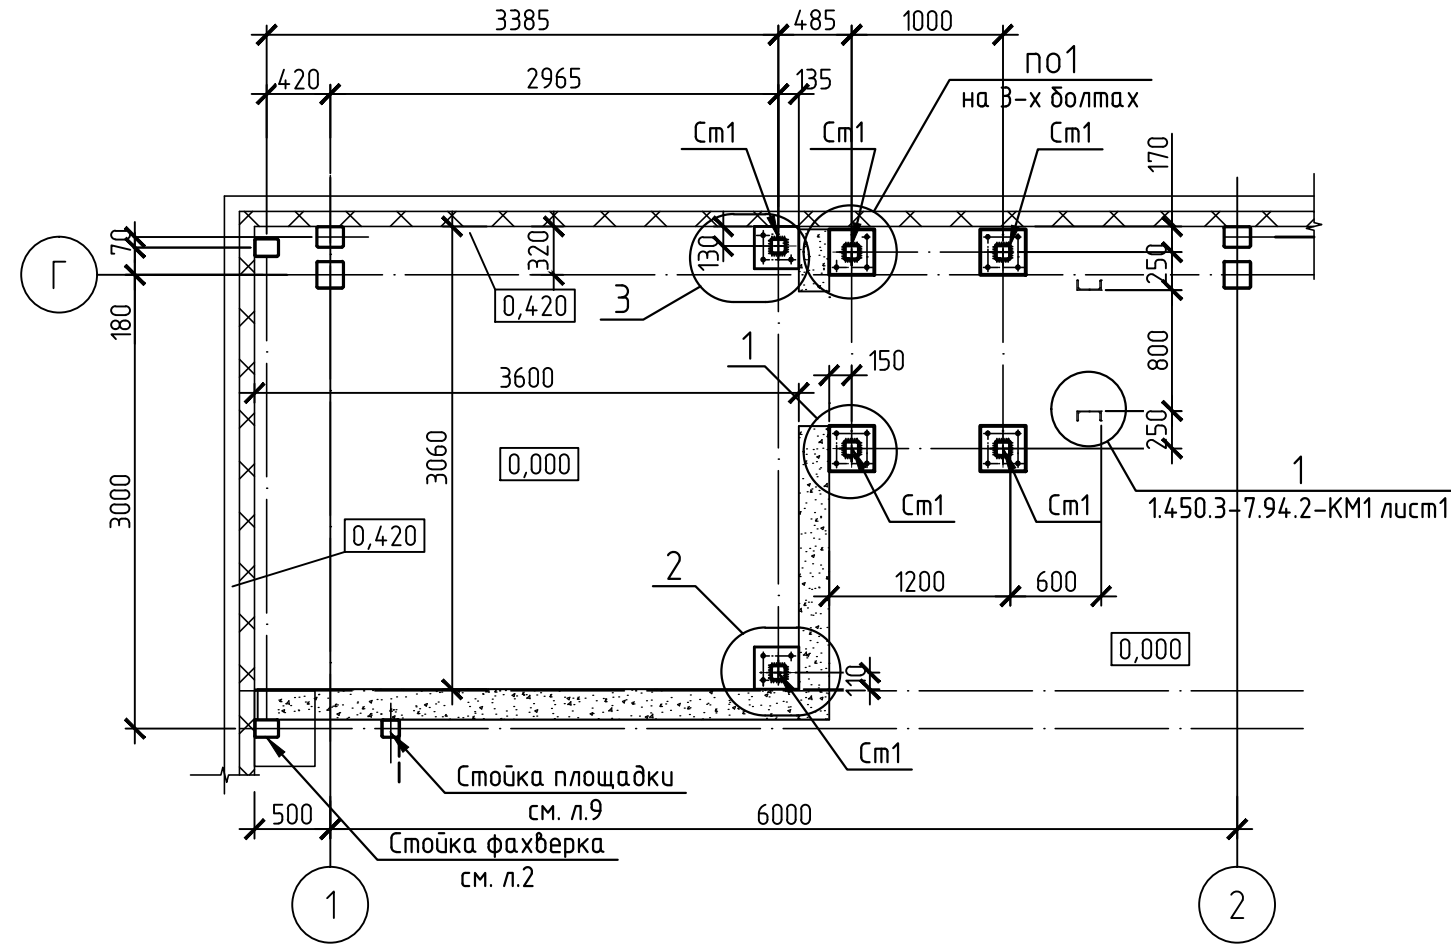 3385
485
1000
по1
420
2965
135
на 3-х болтах
Ст1
Ст1
Ст1
170
70
320
130
250
Г
3
0,420
180
1
150
800
3600
250
3060
0,000
1
Ст1
Ст1
1.450.3-7.94.2-КМ1 лист1
3000
0,420
2
1200
600
0,000
110
Ст1
Стойка площадки
см. л.9
500
6000
Стойка фахверка
см. л.2
1
2